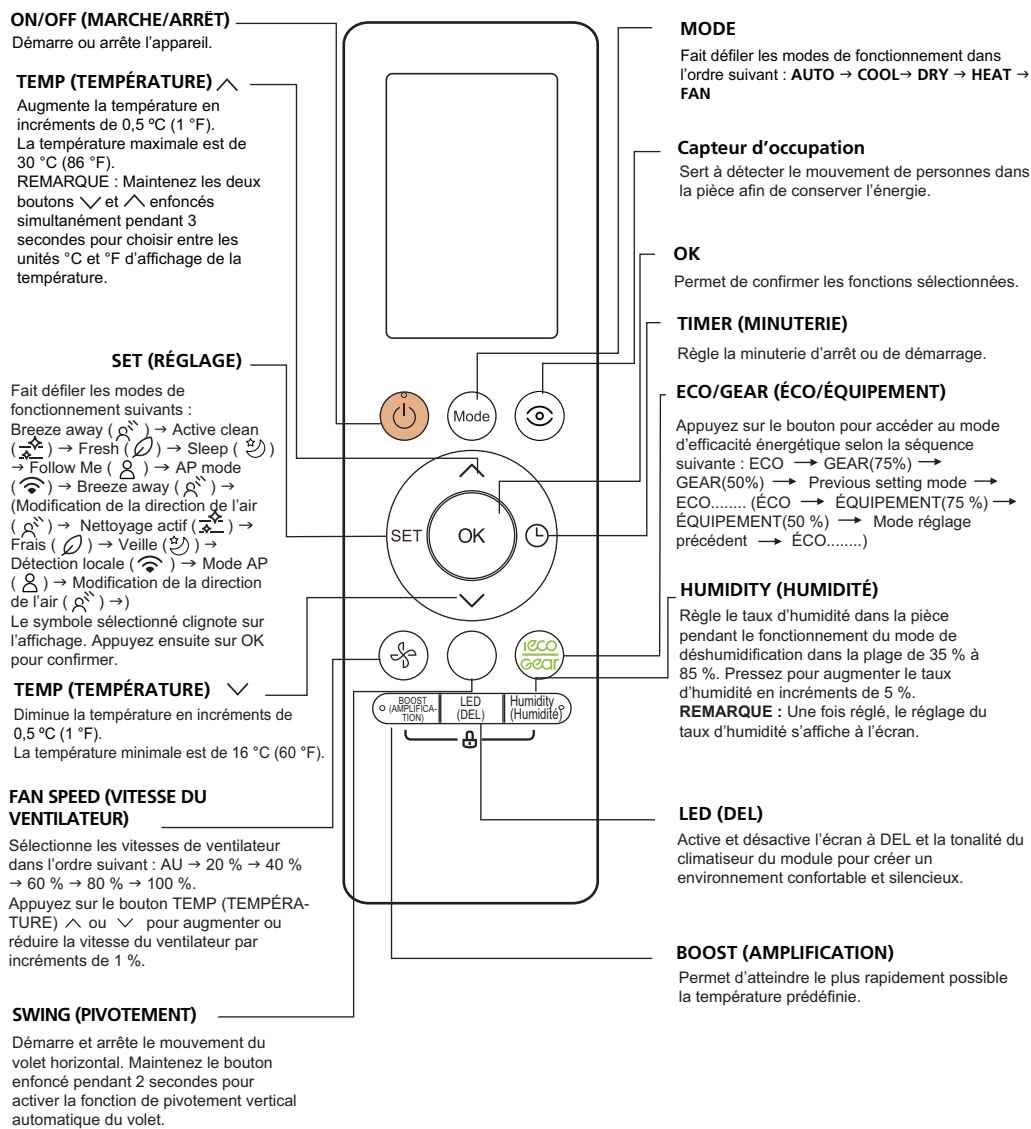 ON/OFF (MARCHE/ARRÊT)
Démarre ou arrête l’appareil.
TEMP (TEMPÉRATURE)
Augmente la température en
incréments de 0,5 ºC (1 °F).
La température maximale est de
30 °C (86 °F).
REMARQUE : Maintenez les deux
boutons et enfoncés
simultanément pendant 3
secondes pour choisir entre les
unités °C et °F d’affichage de la
température.
SET (RÉGLAGE)
Fait défiler les modes de
fonctionnement suivants :
Breeze away ( ) → Active clean
( ) → Fresh ( ) → Sleep ( )
→ Follow Me ( ) → AP mode
( ) → Breeze away ( ) →
(Modification de la direction de l’air
( ) → Nettoyage actif ( ) →
Frais ( ) → Veille ( ) →
Détection locale ( ) → Mode AP
( ) → Modification de la direction
de l’air ( ) →)
Le symbole sélectionné clignote sur
l’affichage. Appuyez ensuite sur OK
pour confirmer.
TEMP (TEMPÉRATURE)
Diminue la température en incréments de
0,5 ºC (1 °F).
La température minimale est de 16 °C (60 °F).
FAN SPEED (VITESSE DU
VENTILATEUR)
Sélectionne les vitesses de ventilateur
dans l’ordre suivant : AU → 20 % → 40 %
→ 60 % → 80 % → 100 %.
Appuyez sur le bouton TEMP (TEMPÉRA-
TURE) ou pour augmenter ou
réduire la vitesse du ventilateur par
incréments de 1 %.
SWING (PIVOTEMENT)
Démarre et arrête le mouvement du
volet horizontal. Maintenez le bouton
enfoncé pendant 2 secondes pour
activer la fonction de pivotement vertical
automatique du volet.
Mode
SET
OK
ieco
Gear
BOOST
(AMPLIFICA-
TION)
LED
(DEL)
Humidity
(Humidité)
MODE
Fait défiler les modes de fonctionnement dans
l’ordre suivant : AUTO → COOL→ DRY → HEAT →
FAN
Capteur d’occupation
Sert à détecter le mouvement de personnes dans
la pièce afin de conserver l’énergie.
OK
Permet de confirmer les fonctions sélectionnées.
TIMER (MINUTERIE)
Règle la minuterie d’arrêt ou de démarrage.
ECO/GEAR (ÉCO/ÉQUIPEMENT)
Appuyez sur le bouton pour accéder au mode
d’efficacité énergétique selon la séquence
suivante : ECO → GEAR(75%) →
GEAR(50%) → Previous setting mode →
ECO........ (ÉCO → ÉQUIPEMENT(75 %) →
ÉQUIPEMENT(50 %) → Mode réglage
précédent → ÉCO........)
HUMIDITY (HUMIDITÉ)
Règle le taux d’humidité dans la pièce
pendant le fonctionnement du mode de
déshumidification dans la plage de 35 % à
85 %. Pressez pour augmenter le taux
d’humidité en incréments de 5 %.
REMARQUE : Une fois réglé, le réglage du
taux d’humidité s’affiche à l’écran.
LED (DEL)
Active et désactive l’écran à DEL et la tonalité du
climatiseur du module pour créer un
environnement confortable et silencieux.
BOOST (AMPLIFICATION)
Permet d’atteindre le plus rapidement possible
la température prédéfinie.